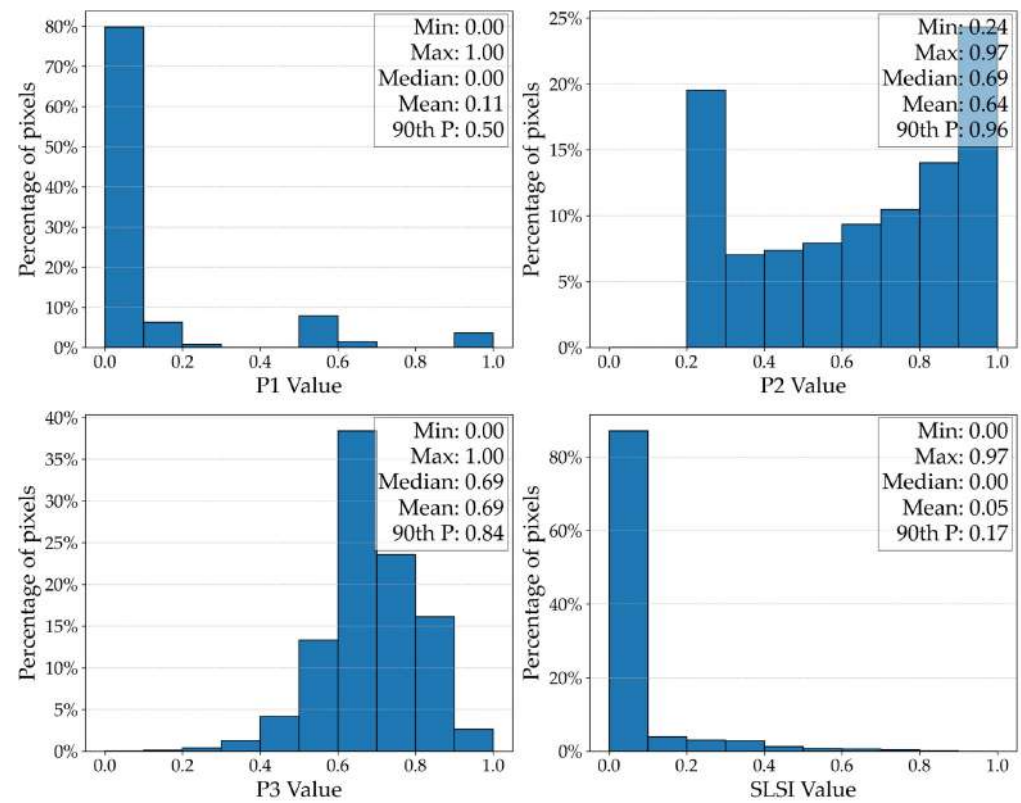 80%
70%
60%
50%
40%
30%
20%
10%
0%
Percentage of pixels
Min: 0.00
Max: 1.00
Median: 0.00
Mean: 0.11
90th P: 0.50
0.0 0.2 0.4 0.6 0.8 1.0
P1 Value
25%
20%
15%
10%
5%
0%
Percentage of pixels
Min: 0.24
Max: 0.97
Median: 0.69
Mean: 0.64
90th P: 0.96
0.0 0.2 0.4 0.6 0.8 1.0
P2 Value
40%
35%
30%
25%
20%
15%
10%
5%
0%
Percentage of pixels
Min: 0.00
Max: 1.00
Median: 0.69
Mean: 0.69
90th P: 0.84
0.0 0.2 0.4 0.6 0.8 1.0
P3 Value
80%
60%
40%
20%
0%
Percentage of pixels
Min: 0.00
Max: 0.97
Median: 0.00
Mean: 0.05
90th P: 0.17
0.0 0.2 0.4 0.6 0.8 1.0
SLSI Value